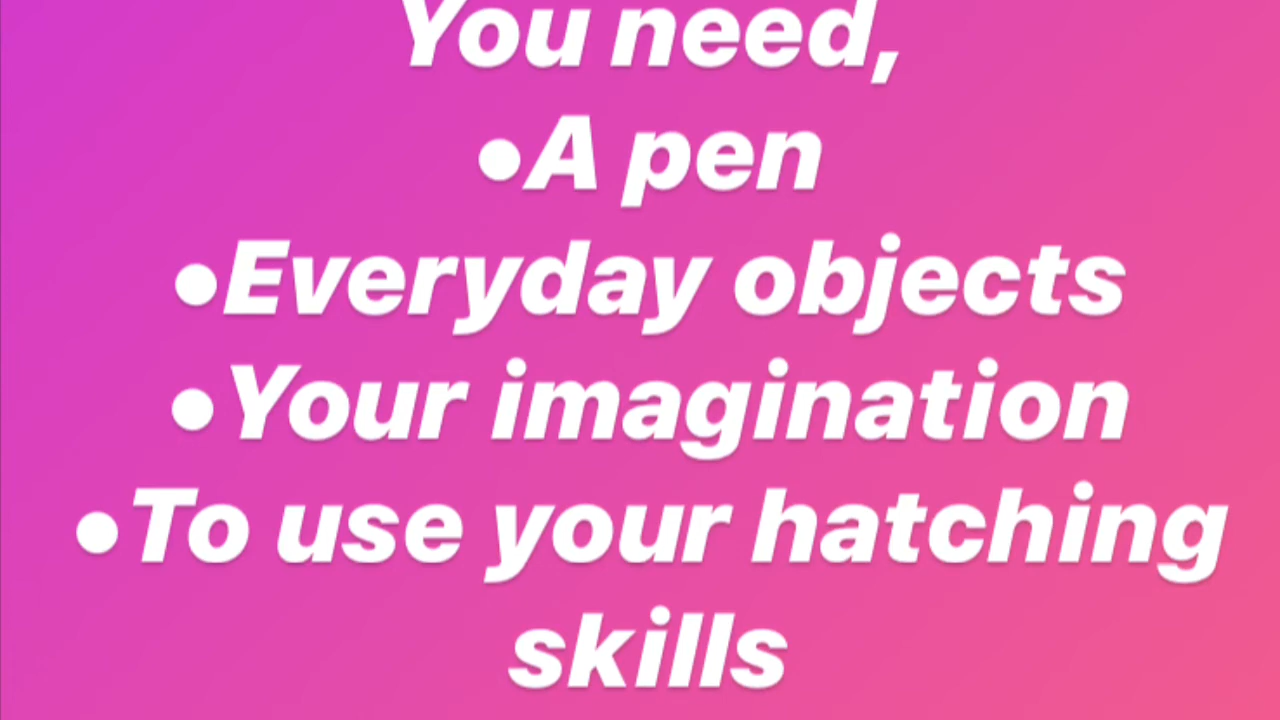 You need,
•A pen
•Everyday objects
•Your imagination
•To use your hatching
skills